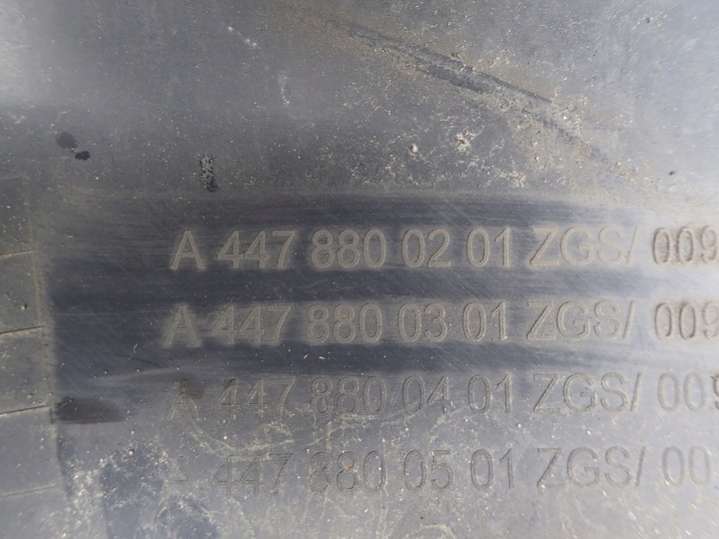 A 447 880 02 01 ZGS/ 009
A 447 880 03 01 ZGS/ 009
A 447 880 04 01 ZGS/ 009
447 880 05 01 ZGS/ 00